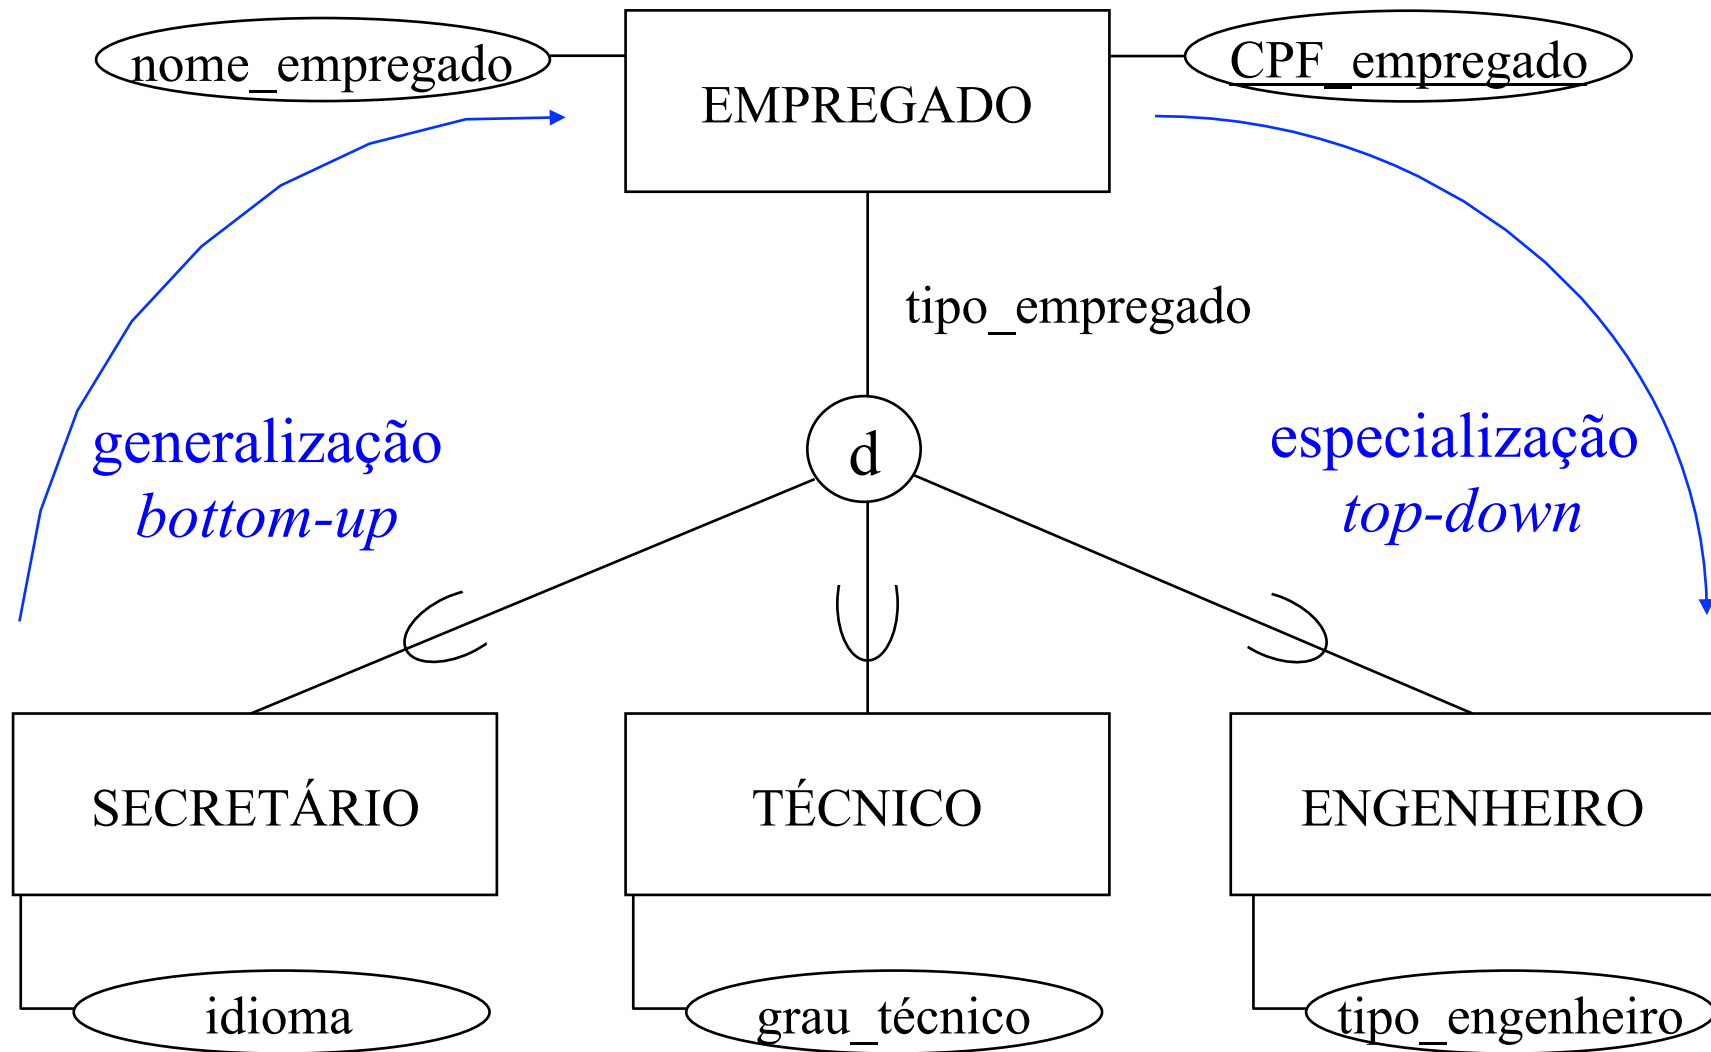 nome_empregado
CPF_empregado
EMPREGADO
tipo_empregado
generalização
bottom-up
d
especialização
top-down
SECRETÁRIO
TÉCNICO
ENGENHEIRO
idioma
grau_técnico
tipo_engenheiro